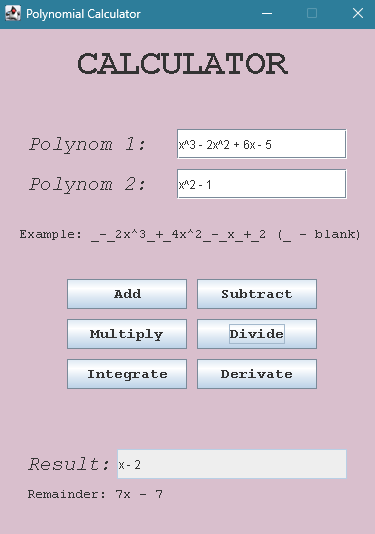 Polynomial Calculator
CALCULATOR
Polynom 1: x^3 - 2x^2 + 6x - 5
Polynom 2: x^2 - 1
Example: _-_2x^3_+_4x^2_-_x_+_2 (_ - blank)
Add Subtract
Multiply Divide
Integrate Derivate
Result: x - 2
Remainder: 7x - 7